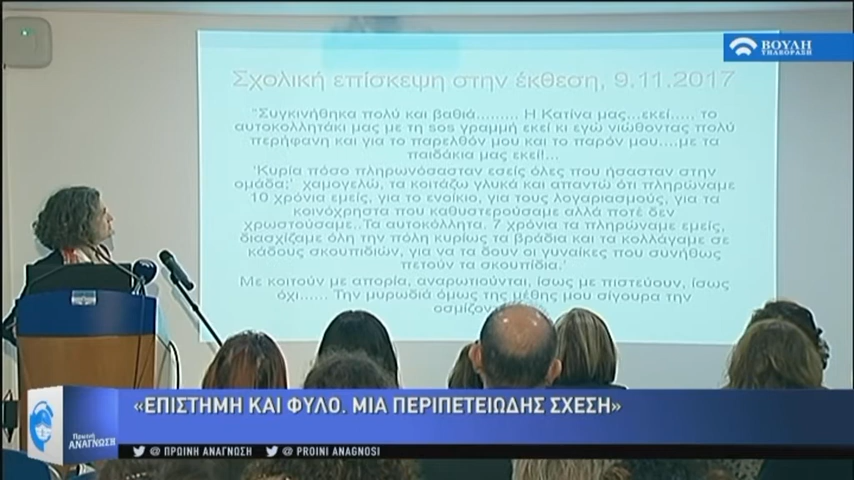 ΒΟΥΛΗ
ΤΗΛΕΟΡΑΣΗ
Σχολική επίσκεψη στην έκθεση, 9.11.2017
"Συγκινήθηκα πολύ και βαθιά......... Η Κατίνα μας...εκεί..... το
αυτοκολλητάκι μας με τη sos γραμμή εκεί κι εγώ νιώθοντας πολύ
περήφανη και για το παρελθόν μου και το παρόν μου....με τα
παιδάκια μας εκεί!...
'Κυρία πόσο πληρωνόσασταν εσείς όλες που ήσασταν στην
ομάδα;' χαμογελώ, τα κοιτάζω γλυκά και απαντώ ότι πληρώναμε
10 χρόνια εμείς, για το ενοίκιο, για τους λογαριασμούς, για τα
κοινόχρηστα που καθυστερούσαμε αλλά ποτέ δεν
χρωστούσαμε..Τα αυτοκόλλητα. 7 χρόνια τα πληρώναμε εμείς,
διασχίζαμε όλη την πόλη κυρίως τα βράδια και τα κολλάγαμε σε
κάδους σκουπιδιών, για να τα δουν οι γυναίκες που συνήθως
πετούν τα σκουπίδια.'
Με κοιτούν με απορία, αναρωτιούνται, ίσως με πιστεύουν, ίσως
όχι...... Την μυρωδιά όμως της μέθης μου σίγουρα την
«ΕΠΙΣΤΗΜΗ ΚΑΙ ΦΥΛΟ. ΜΙΑ ΠΕΡΙΠΕΤΕΙΩΔΗΣ ΣΧΕΣΗ»
Πρωινή
ΑΝΑΓΝΩΣΗ
@ ΠΡΩΙΝΗ ΑΝΑΓΝΩΣΗ @ PROINI ANAGNOSI